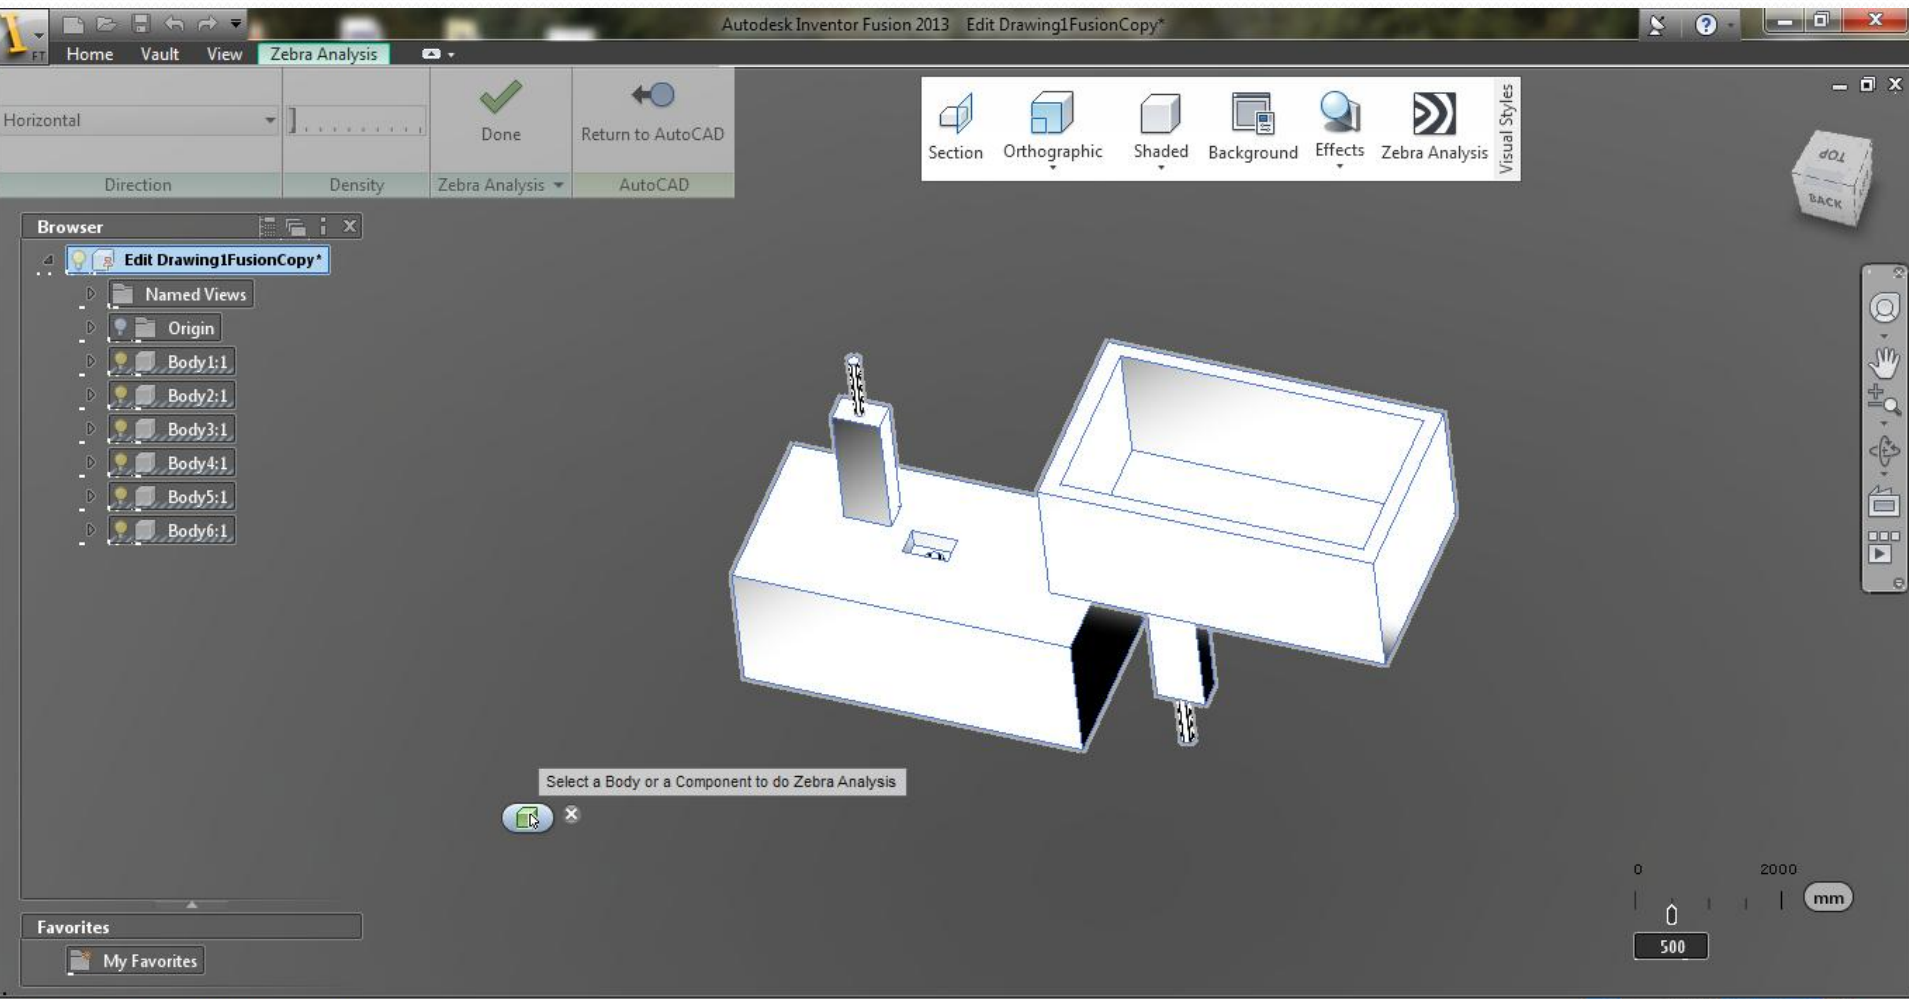 Autodesk Inventor Fusion 2013 Edit Drawing1FusionCopy*
FT
Home Vault View Zebra Analysis
Horizontal
Done
Return to AutoCAD
Direction Density Zebra Analysis AutoCAD
Section Orthographic Shaded Background Effects Zebra Analysis
Visual Styles
TOP
BACK
Browser
Edit Drawing1FusionCopy*
Named Views
Origin
Body1:1
Body2:1
Body3:1
Body4:1
Body5:1
Body6:1
Select a Body or a Component to do Zebra Analysis
0 2000
mm
500
Favorites
My Favorites